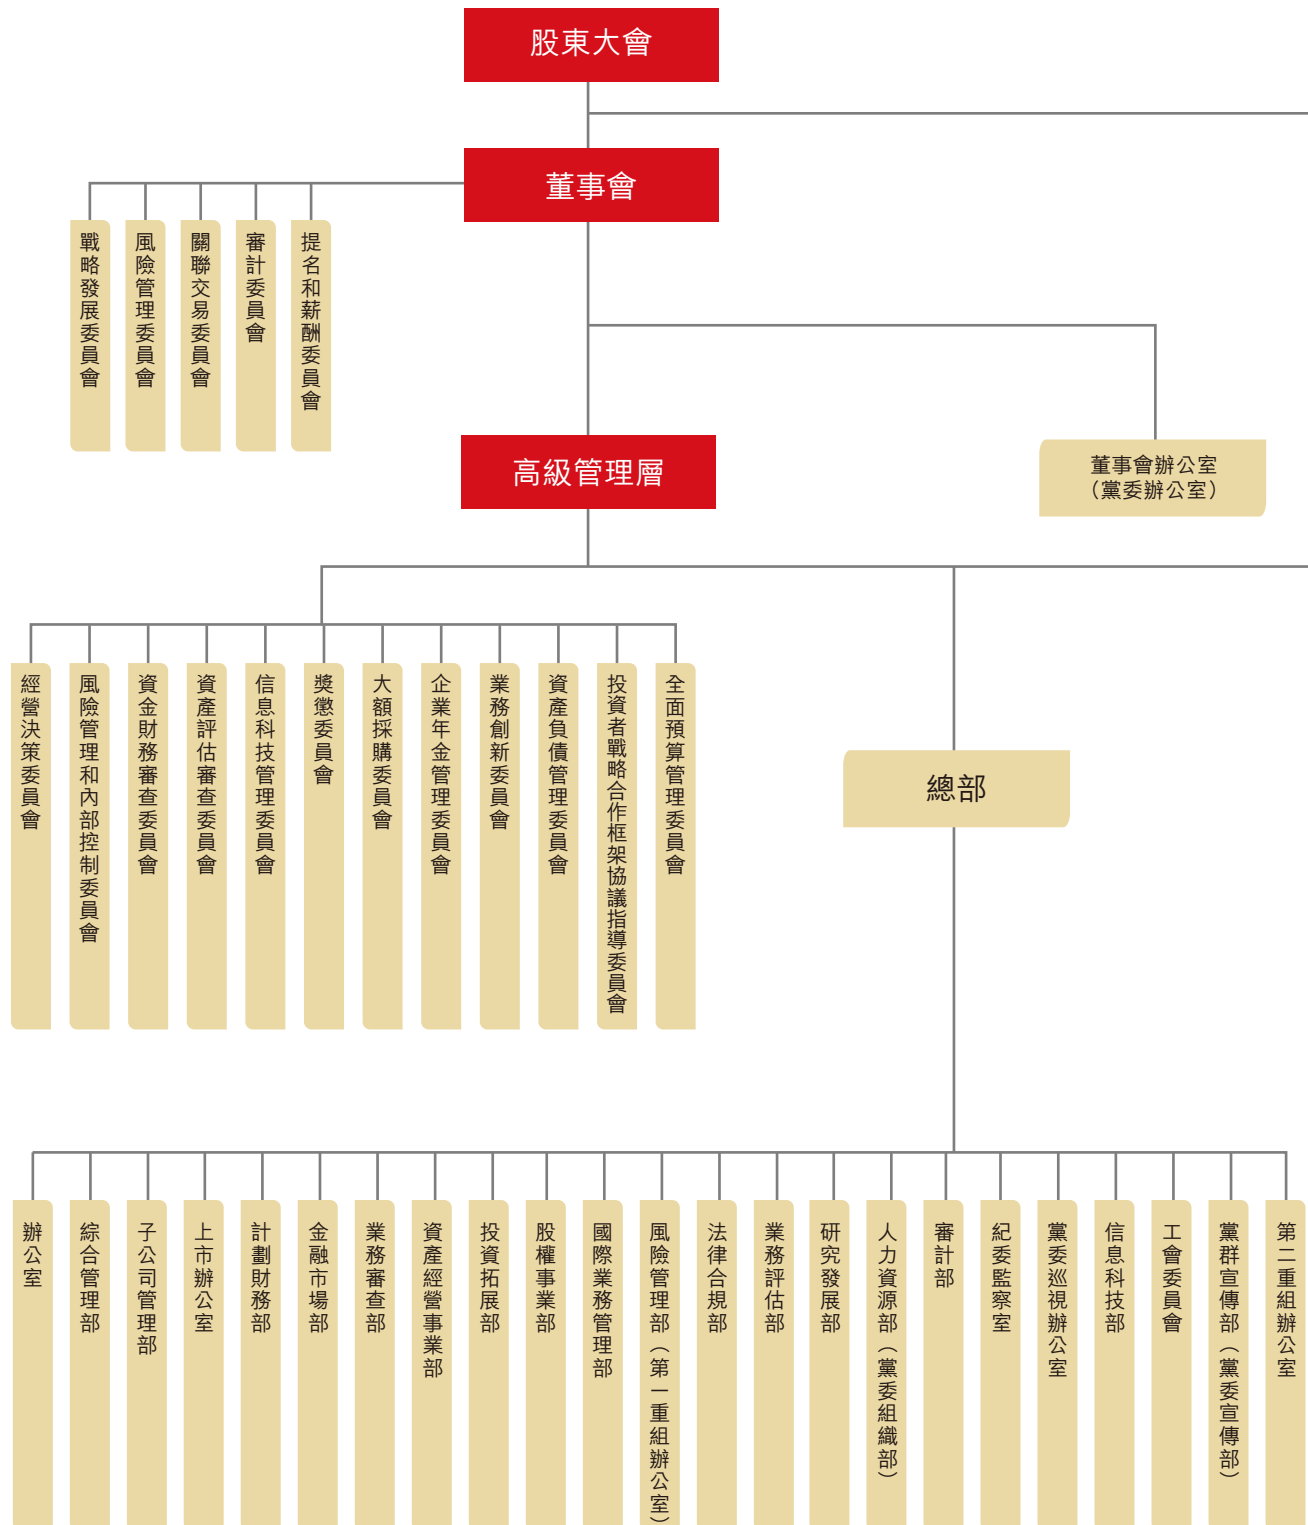 股東大會
董事會
戰略發展委員會
風險管理委員會
關聯交易委員會
審計委員會
提名和薪酬委員會
高級管理層
董事會辦公室
（黨委辦公室）
經營決策委員會
風險管理和內部控制委員會
資金財務審查委員會
資產評估審查委員會
信息科技管理委員會
獎懲委員會
大額採購委員會
企業年金管理委員會
業務創新委員會
資產負債管理委員會
投資者戰略合作框架協議指導委員會
全面預算管理委員會
總部
辦公室
綜合管理部
子公司管理部
上市辦公室
計劃財務部
金融市場部
業務審查部
資產經營事業部
投資拓展部
股權事業部
國際業務管理部
風險管理部（第一重組辦公室）
法律合規部
業務評估部
研究發展部
人力資源部（黨委組織部）
審計部
紀委監察室
黨委巡視辦公室
信息科技部
工會委員會
黨群宣傳部（黨委宣傳部）
第二重組辦公室